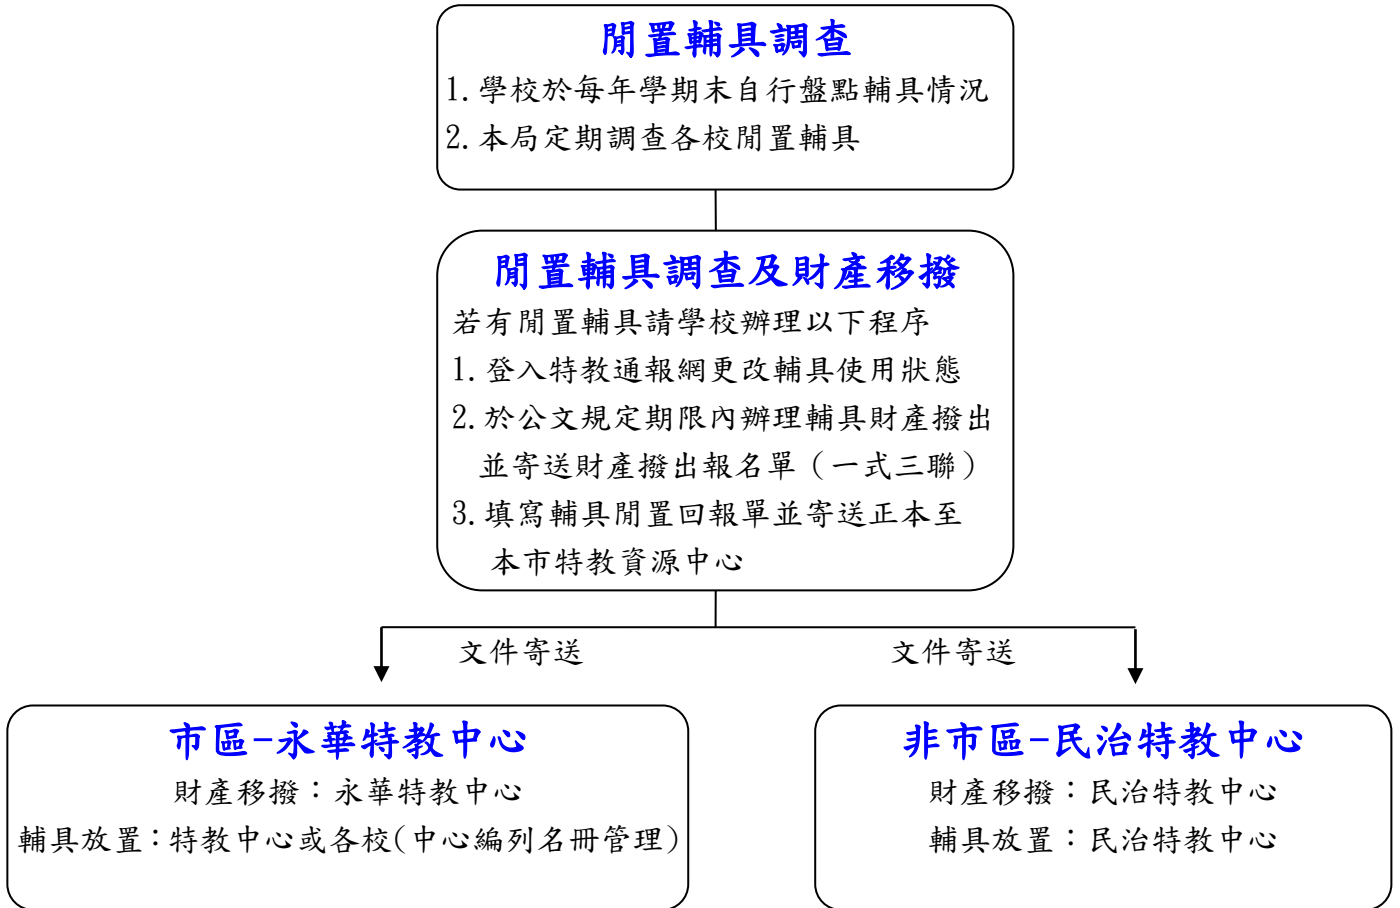 閒置輔具調查
1.學校於每年學期末自行盤點輔具情況
2.本局定期調查各校閒置輔具
閒置輔具調查及財產移撥
若有閒置輔具請學校辦理以下程序
1.登入特教通報網更改輔具使用狀態
2.於公文規定期限內辦理輔具財產撥出
並寄送財產撥出報名單（一式三聯）
3.填寫輔具閒置回報單並寄送正本至
本市特教資源中心
文件寄送
文件寄送
市區-永華特教中心
財產移撥：永華特教中心
輔具放置：特教中心或各校(中心編列名冊管理)
非市區-民治特教中心
財產移撥：民治特教中心
輔具放置：民治特教中心